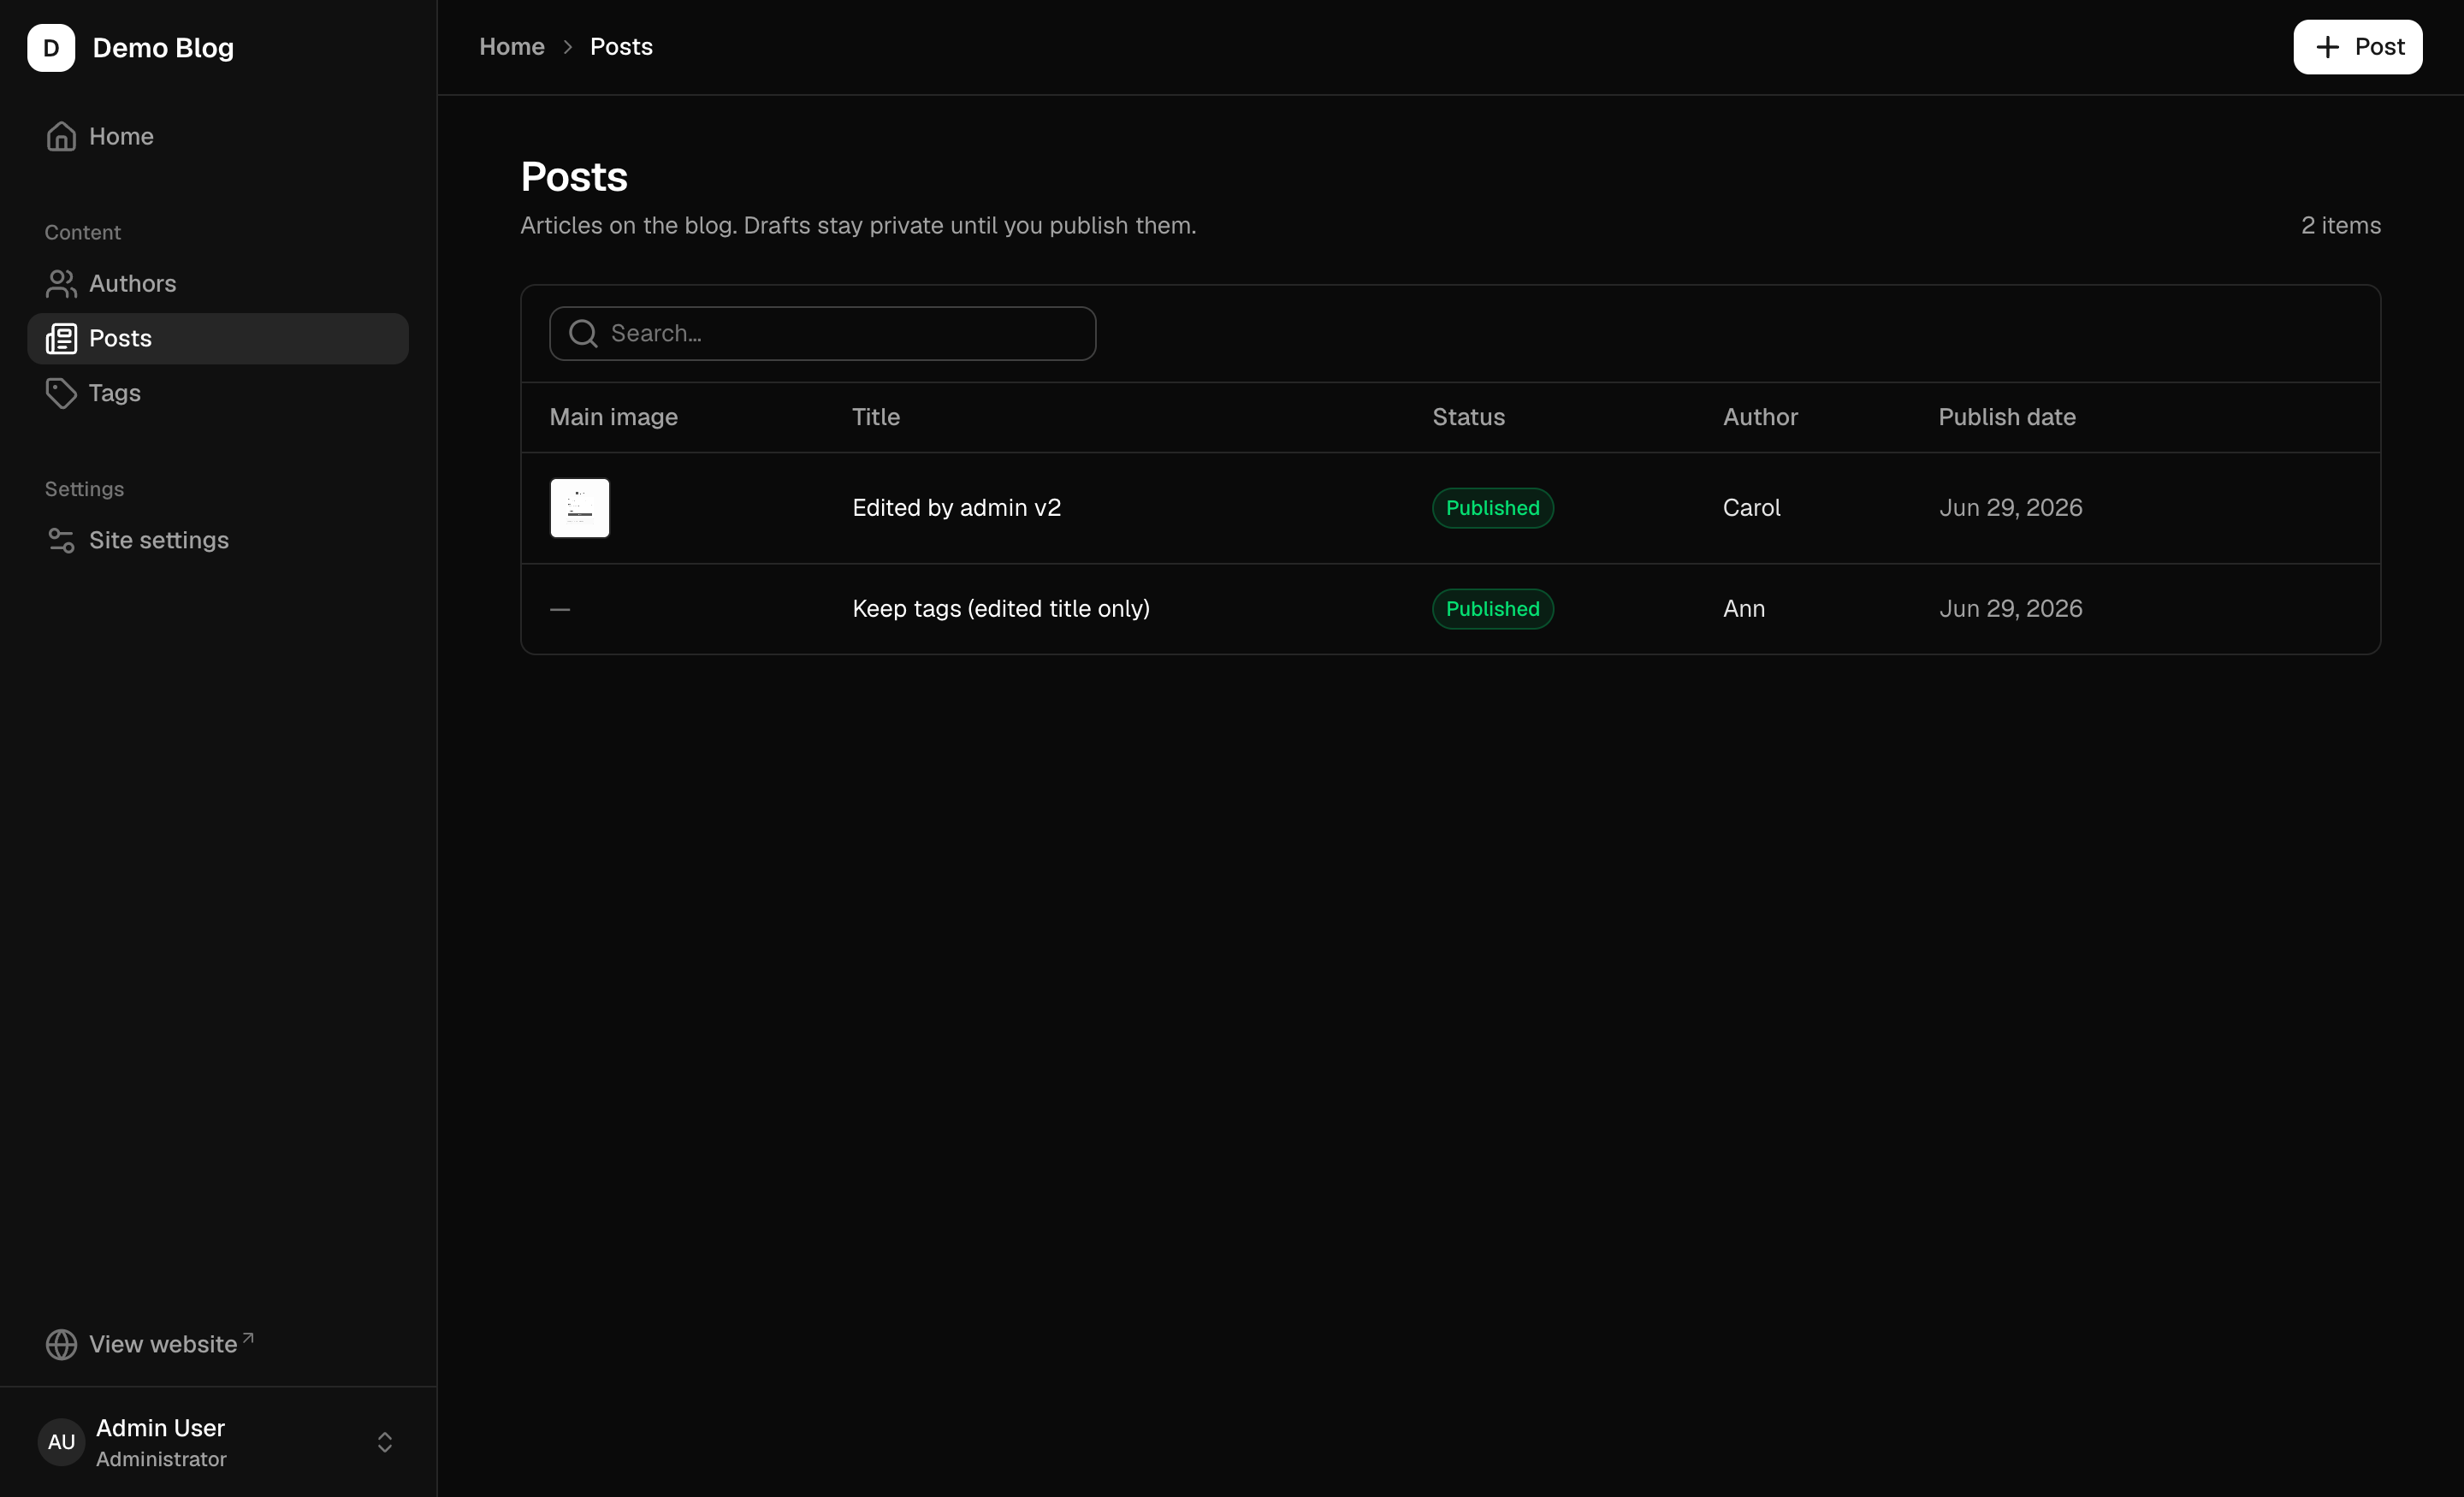 D Demo Blog
Home
Content
Authors
Posts
Tags
Settings
Site settings
View website
AU Admin User
Administrator
Home Posts
Post
Posts
Articles on the blog. Drafts stay private until you publish them.
2 items
Search...
Main image Title Status Author Publish date
Edited by admin v2 Published Carol Jun 29, 2026
— Keep tags (edited title only) Published Ann Jun 29, 2026